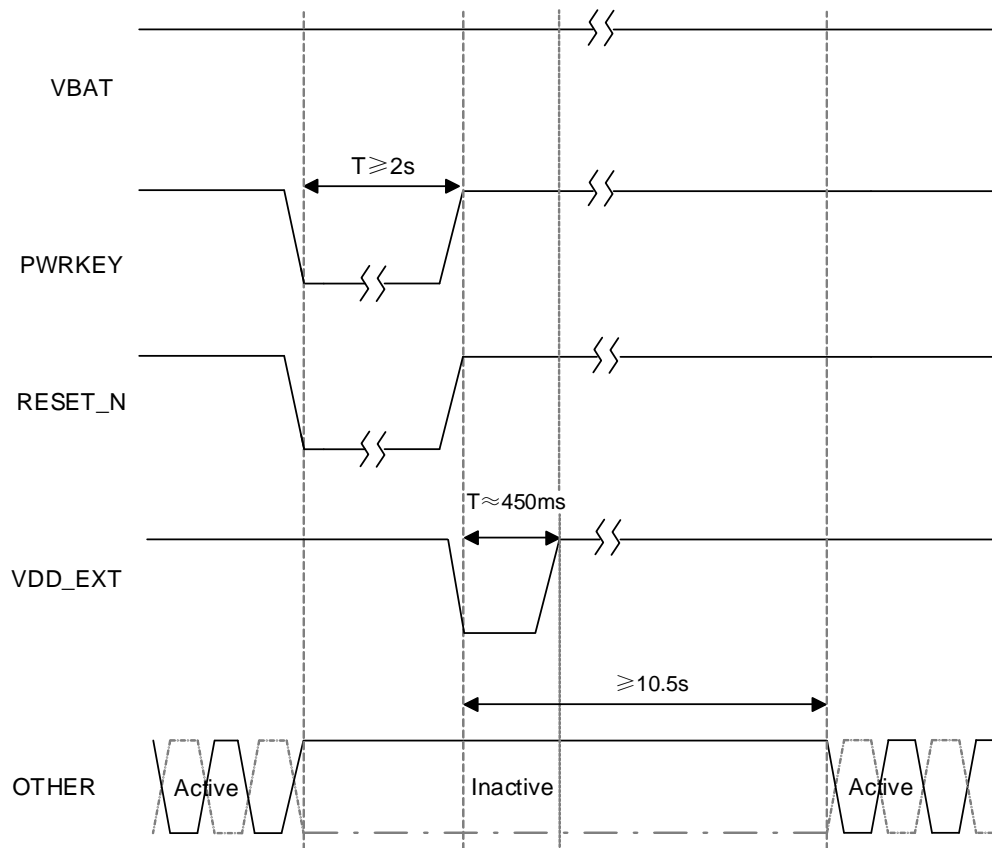 VBAT
T≥2s
PWRKEY
RESET_N
T≈450ms
VDD_EXT
≥10.5s
OTHER Active Inactive Active